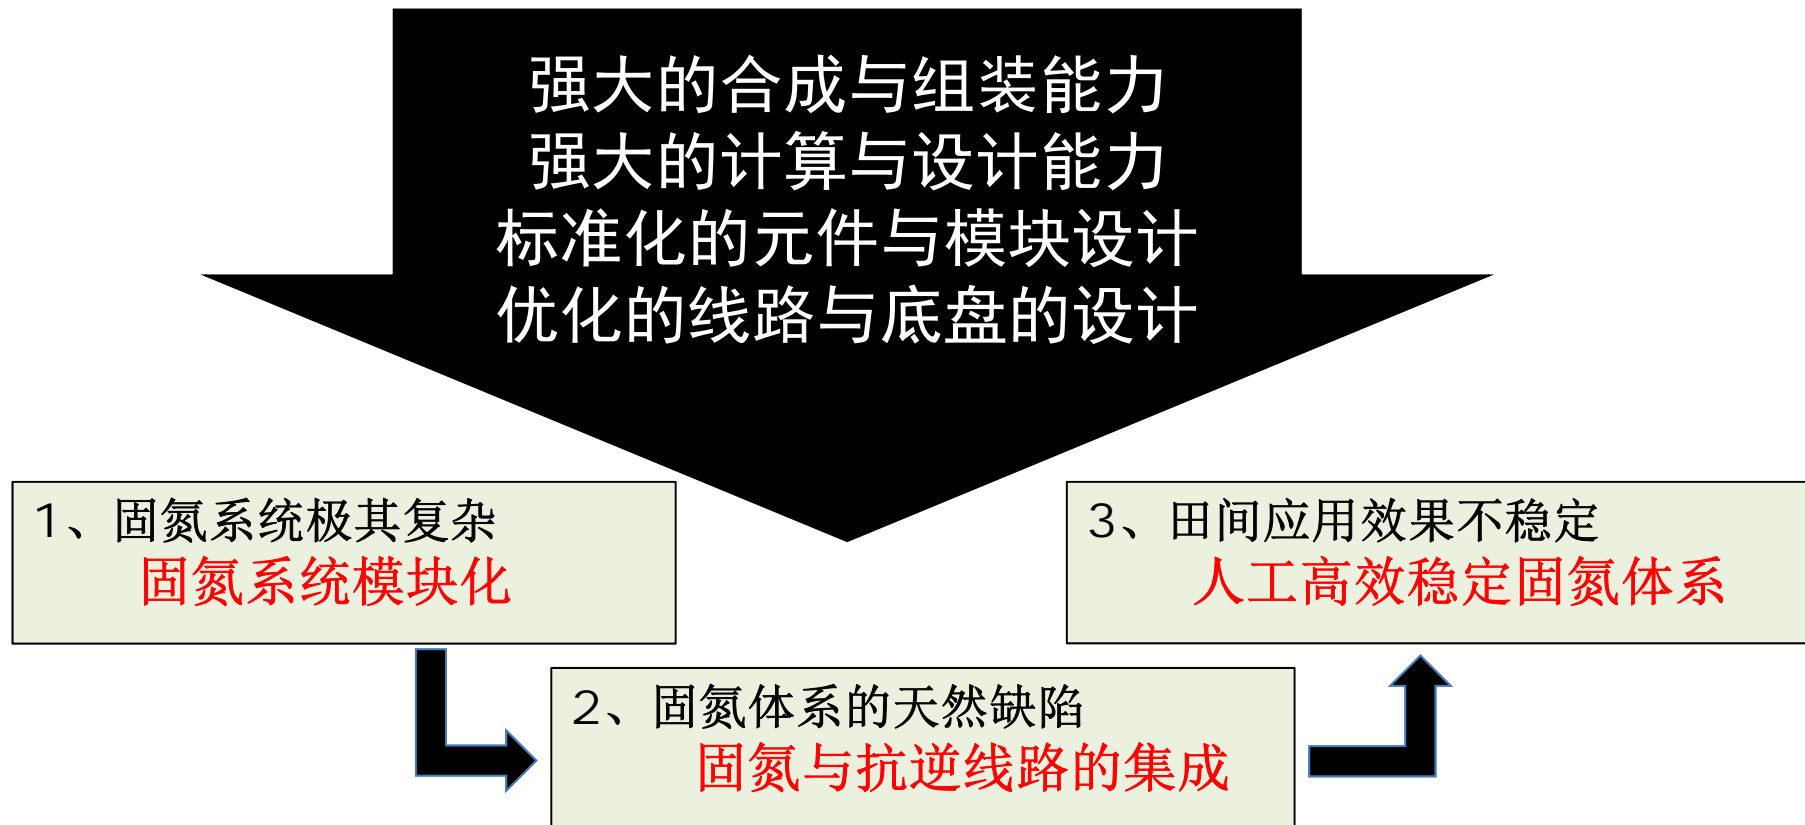 强大的合成与组装能力
强大的计算与设计能力
标准化的元件与模块设计
优化的线路与底盘的设计
1、固氮系统极其复杂
固氮系统模块化
2、固氮体系的天然缺陷
固氮与抗逆线路的集成
3、田间应用效果不稳定
人工高效稳定固氮体系